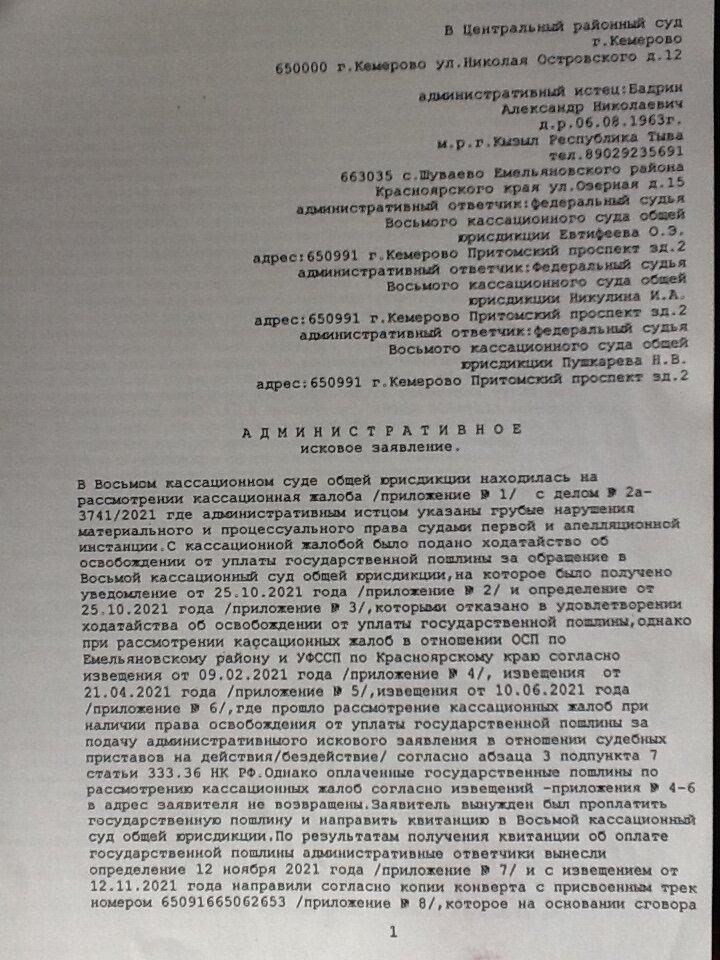 В Центральный районный суд
г.Кемерово
650000 г.Кемерово ул.Николая Островского д.12
административный истец:Бадрин
Александр Николаевич
д.р.06.08.1963г.
м.р.г.Кызыл Республика Тыва
тел.89029235691
663035 с.Шуваево Емельяновского района
Красноярского края ул.Озерная д.15
административный ответчик:федеральный судья
Восьмого кассационного суда общей
юрисдикции Евтифеева О.Э.
адрес:650991 г.Кемерово Притомский проспект зд.2
административный ответчик:Федеральный судья
Восьмого кассационного суда общей
юрисдикции Никулина И.А.
адрес:650991 г.Кемерово Притомский проспект зд.2
административный ответчик:федеральный судья
Восьмого кассационного суда общей
юрисдикции Пушкарева Н.В.
адрес:650991 г.Кемерово Притомский проспект зд.2
А Д М И Н И С Т Р А Т И В Н О Е
исковое заявление.
В Восьмом кассационном суде общей юрисдикции находилась на
рассмотрении кассационная жалоба /приложение № 1/ с делом № 2а-
3741/2021 где административным истцом указаны грубые нарушения
материального и процессуального права судами первой и апелляционной
инстанции.С кассационной жалобой было подано ходатайство об
освобождении от уплаты государственной пошлины за обращение в
Восьмой кассационный суд общей юрисдикции,на которое было получено
уведомление от 25.10.2021 года /приложение № 2/ и определение от
25.10.2021 года /приложение № 3/,которыми отказано в удовлетворении
ходатайства об освобождении от уплаты государственной пошлины,однако
при рассмотрении кассационных жалоб в отношении ОСП по
Емельяновскому району и УФССП по Красноярскому краю согласно
извещения от 09.02.2021 года /приложение № 4/, извещения от
21.04.2021 года /приложение № 5/,извещения от 10.06.2021 года
/приложение № 6/,где прошло рассмотрение кассационных жалоб при
наличии права освобождения от уплаты государственной пошлины за
подачу административныого искового заявления в отношении судебных
приставов на действия/бездействие/ согласно абзаца 3 подпункта 7
статьи 333.36 НК РФ.Однако оплаченные государственные пошлины по
рассмотрению кассационных жалоб согласно извещений -приложения № 4-6
в адрес заявителя не возвращены.Заявитель вынужден был проплатить
государственную пошлину и направить квитанцию в Восьмой кассационный
суд общей юрисдикции.По результатам получения квитанции об оплате
государственной пошлины административные ответчики вынесли
определение 12 ноября 2021 года /приложение № 7/ и с извещением от
12.11.2021 года направили согласно копии конверта с присвоенным трек
номером 65091665062653 /приложение № 8/,которое на основании сговора
1